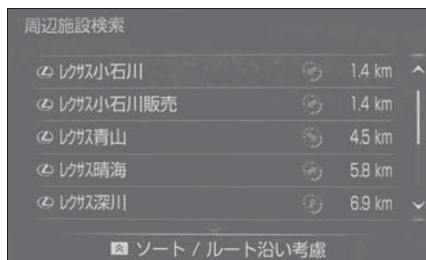 周辺施設検索
レクサス小石川 1.4 km
レクサス小石川販売 1.4 km
レクサス青山 4.5 km
レクサス晴海 5.8 km
レクサス深川 6.9 km
ソート / ルート沿い考慮